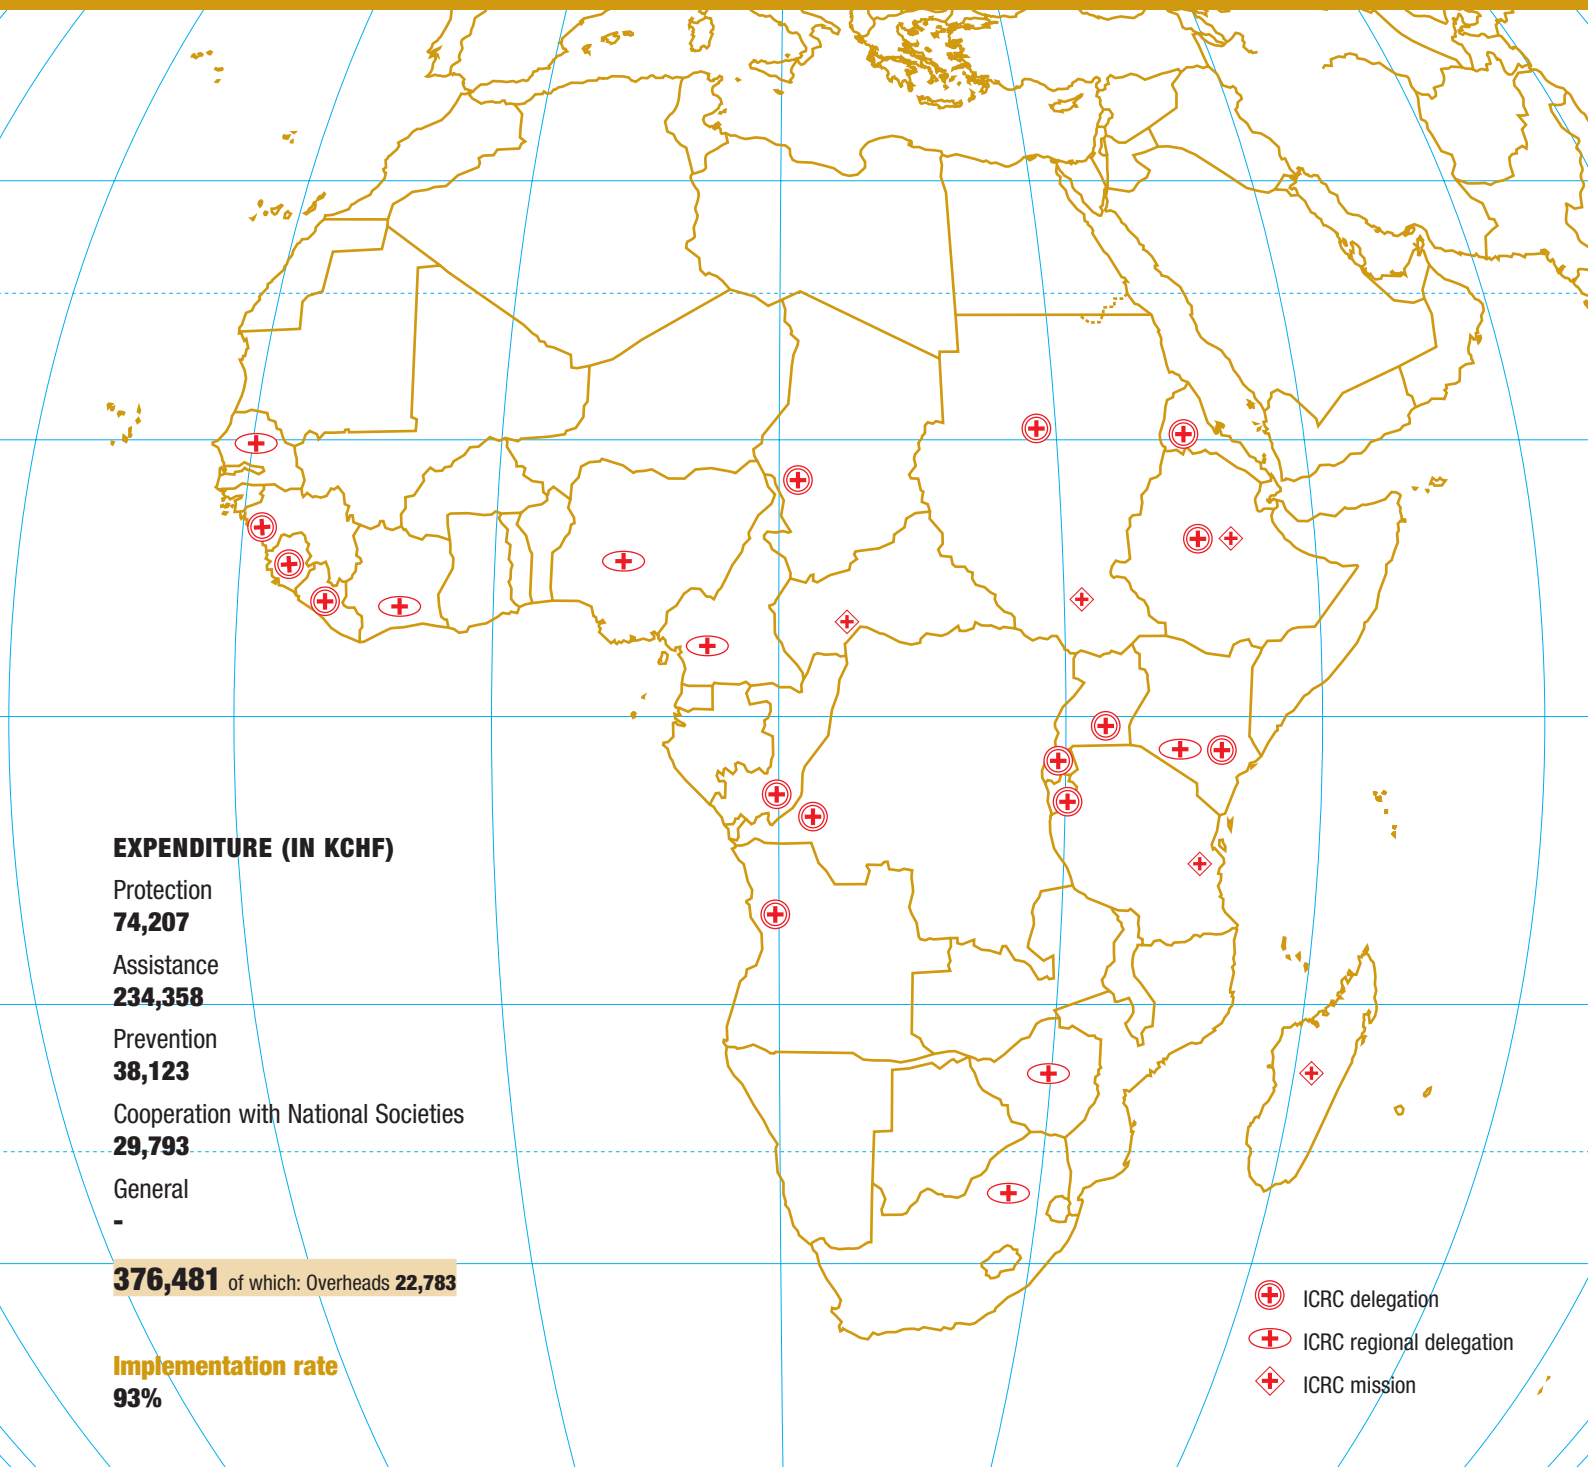 EXPENDITURE (IN KCHF)
Protection
74,207
Assistance
234,358
Prevention
38,123
Cooperation with National Societies
29,793
General
-
376,481 of which: Overheads 22,783
Implementation rate
93%
ICRC delegation
ICRC regional delegation
ICRC mission